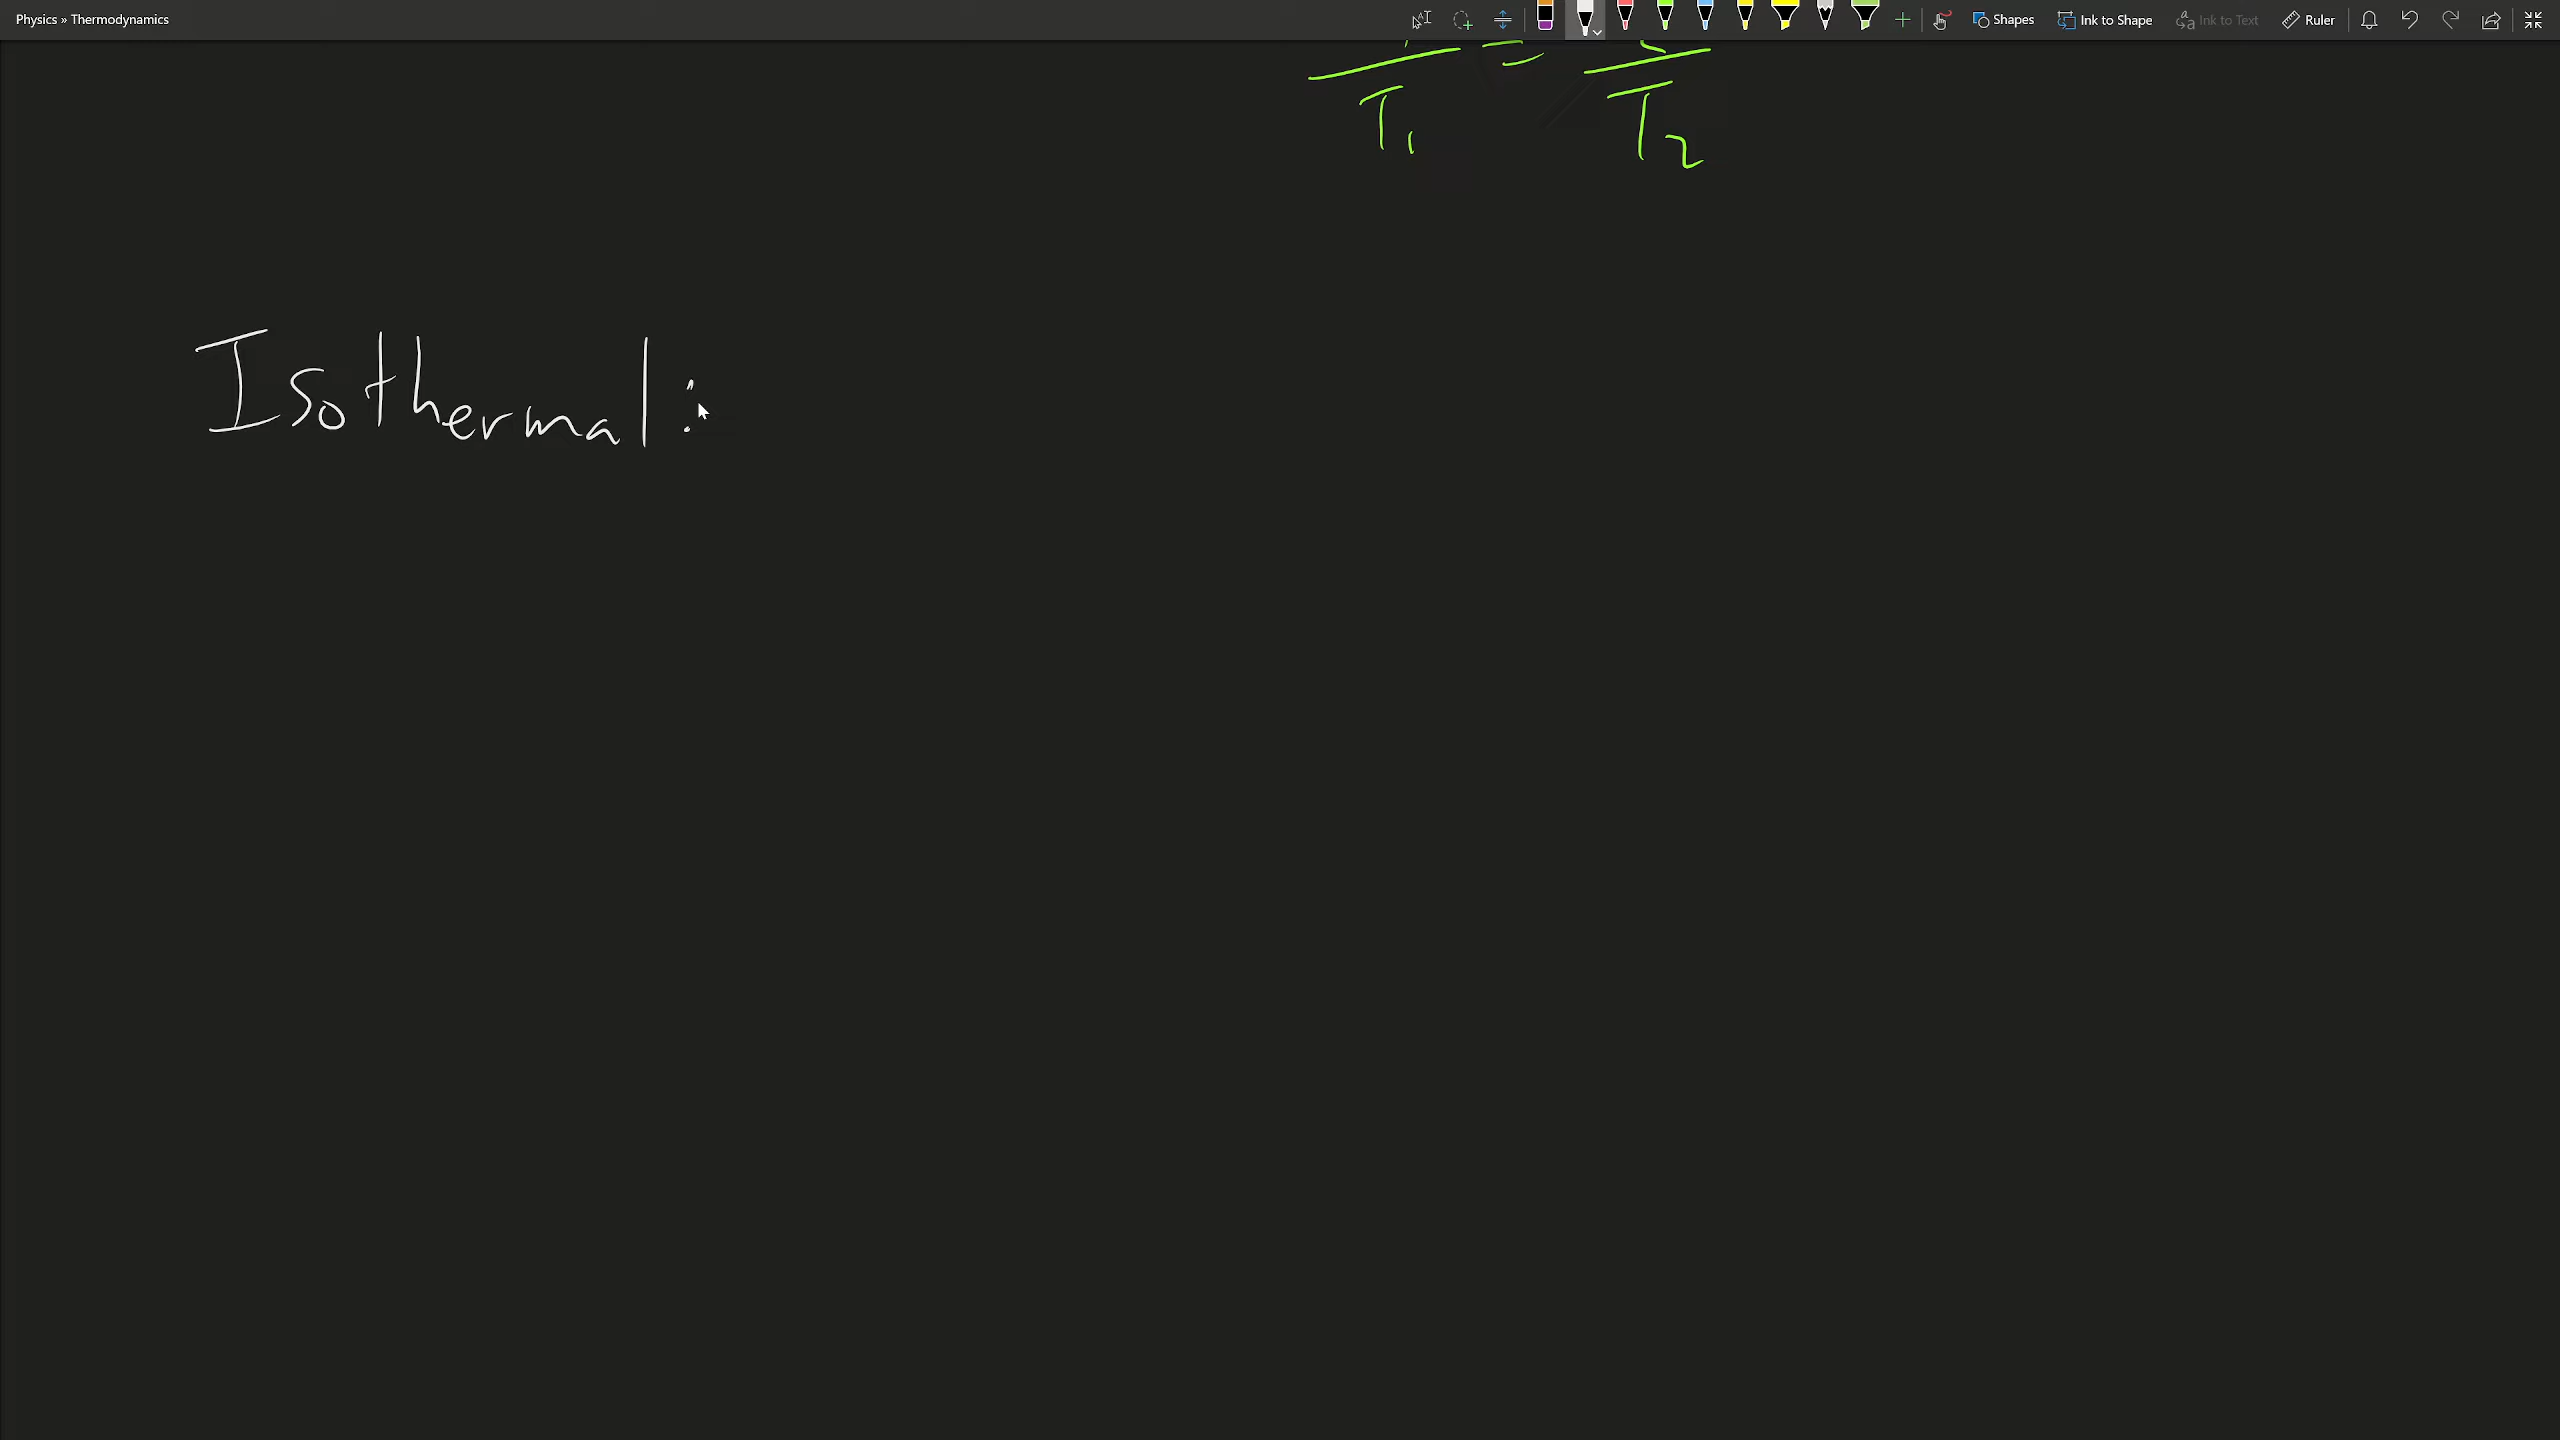 Physics » Thermodynamics
Shapes
Ink to Shape
Ink to Text
Ruler
=
T₁ T₂
Isothermal: